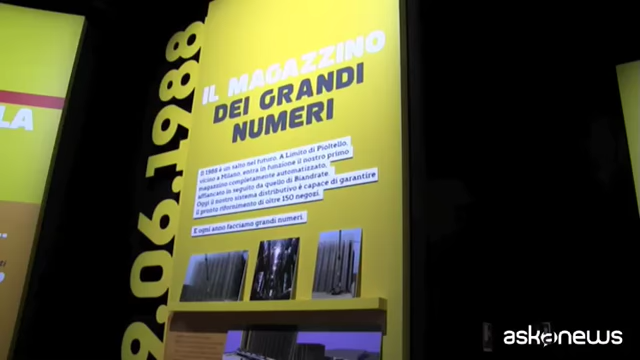 IL MAGAZZINO
DEI GRANDI
NUMERI
Il 1988 è un salto nel futuro. A Limito di Pioltello,
vicino a Milano, entra in funzione il nostro primo
magazzino completamente automatizzato,
affiancato in seguito da quello di Biandrate.
Oggi il nostro sistema distributivo è capace di garantire
il pronto rifornimento di oltre 150 negozi.
E ogni anno facciamo grandi numeri.
9.06.1988
LA
askanews